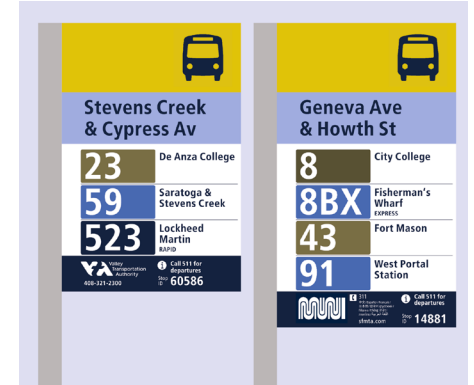 Stevens Creek
& Cypress Av
23
De Anza College
59
Saratoga &
Stevens Creek
523
Lockheed
Martin
RAPID
VTA
Valley
Transportation
Authority
408-321-2300
i
Call 511 for
departures
Stop
ID
60586
Geneva Ave
& Howth St
8
City College
8BX
Fisherman's
Wharf
EXPRESS
43
Fort Mason
91
West Portal
Station
MUNI
311
sfmta.com
i
Call 511 for
departures
Stop
ID
14881